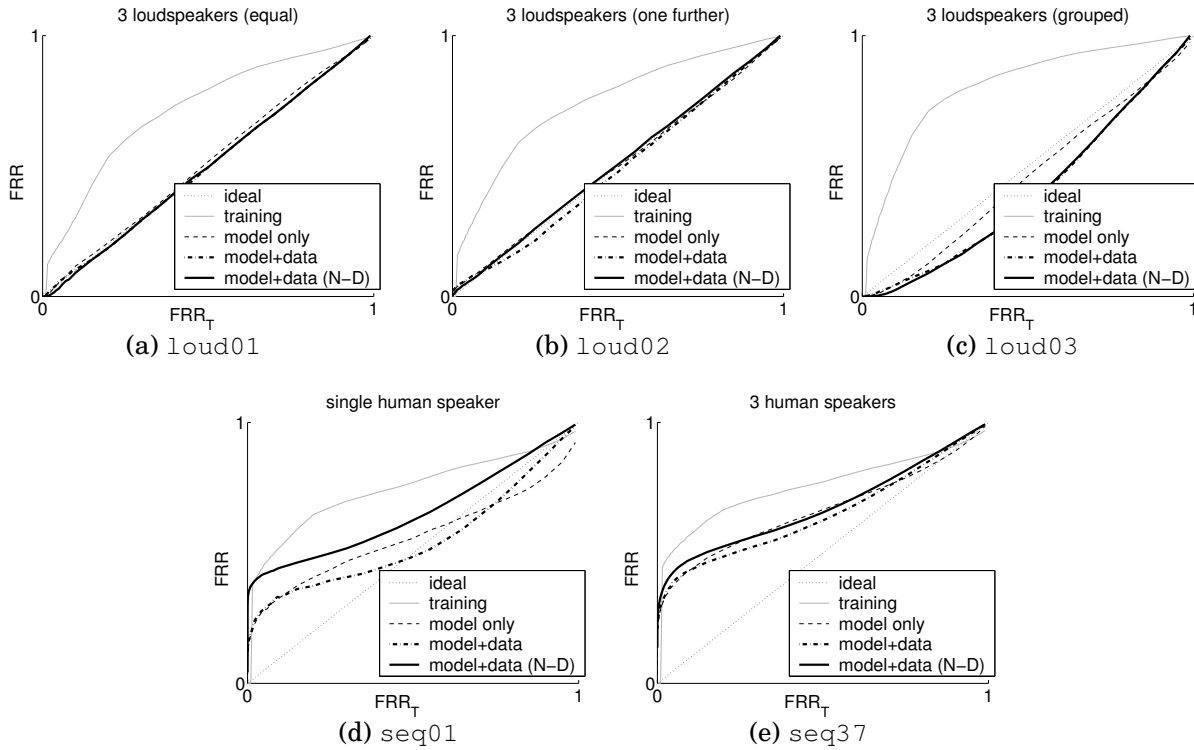 3 loudspeakers (equal)
1
FRR
0
0
1
FRR_T
ideal
training
model only
model+data
model+data (N−D)
(a) loud01
3 loudspeakers (one further)
1
FRR
0
0
1
FRR_T
ideal
training
model only
model+data
model+data (N−D)
(b) loud02
3 loudspeakers (grouped)
1
FRR
0
0
1
FRR_T
ideal
training
model only
model+data
model+data (N−D)
(c) loud03
single human speaker
1
FRR
0
0
1
FRR_T
ideal
training
model only
model+data
model+data (N−D)
(d) seq01
3 human speakers
1
FRR
0
0
1
FRR_T
ideal
training
model only
model+data
model+data (N−D)
(e) seq37